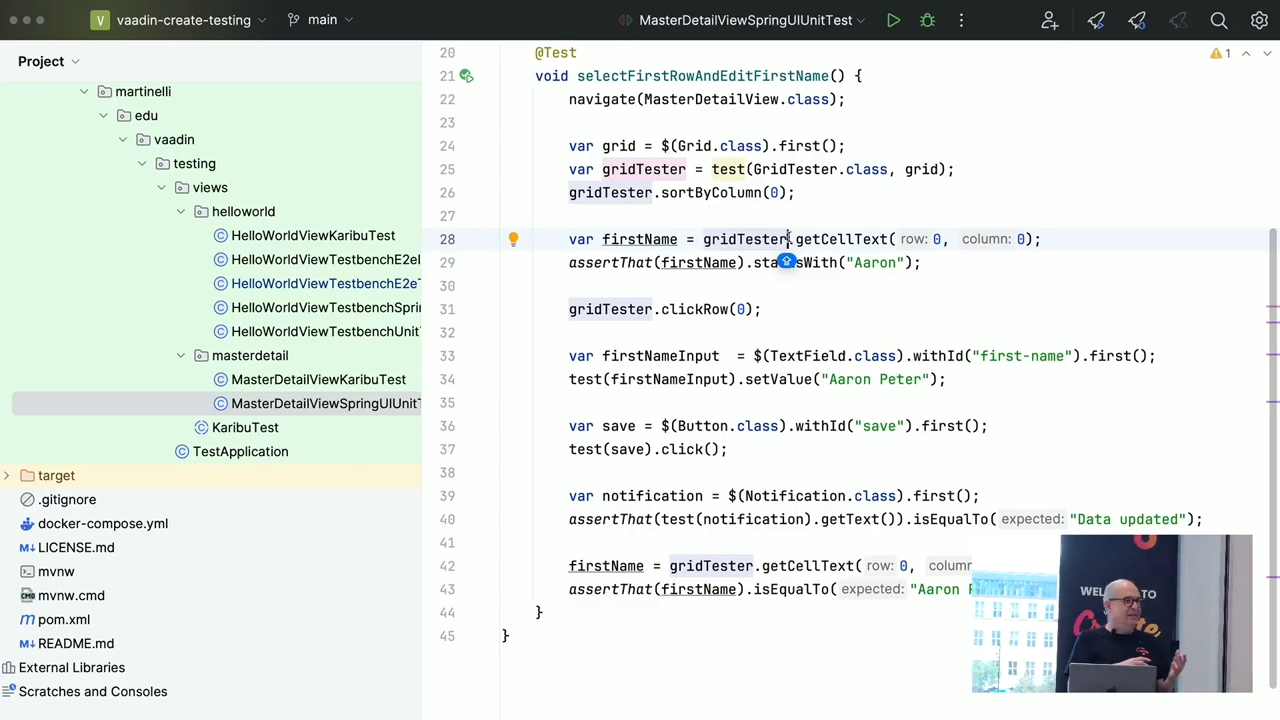 V vaadin-create-testing
main
MasterDetailViewSpringUIUnitTest
Project
martinelli
edu
vaadin
testing
views
helloworld
HelloWorldViewKaribuTest
HelloWorldViewTestbenchE2eI
HelloWorldViewTestbenchE2eT
HelloWorldViewTestbenchSpri
HelloWorldViewTestbenchUnit
masterdetail
MasterDetailViewKaribuTest
MasterDetailViewSpringUIUnitT
KaribuTest
TestApplication
target
.gitignore
docker-compose.yml
LICENSE.md
mvnw
mvnw.cmd
pom.xml
README.md
External Libraries
Scratches and Consoles
1
20 @Test
21 void selectFirstRowAndEditFirstName() {
22 navigate(MasterDetailView.class);
23
24 var grid = $(Grid.class).first();
25 var gridTester = test(GridTester.class, grid);
26 gridTester.sortByColumn(0);
27
28 var firstName = gridTester.getCellText( row: 0, column: 0);
29 assertThat(firstName).startsWith("Aaron");
30
31 gridTester.clickRow(0);
32
33 var firstNameInput = $(TextField.class).withId("first-name").first();
34 test(firstNameInput).setValue("Aaron Peter");
35
36 var save = $(Button.class).withId("save").first();
37 test(save).click();
38
39 var notification = $(Notification.class).first();
40 assertThat(test(notification).getText()).isEqualTo( expected: "Data updated");
41
42 firstName = gridTester.getCellText( row: 0, column
43 assertThat(firstName).isEqualTo( expected: "Aaron P
44 }
45 }
WELCOME TO
Create